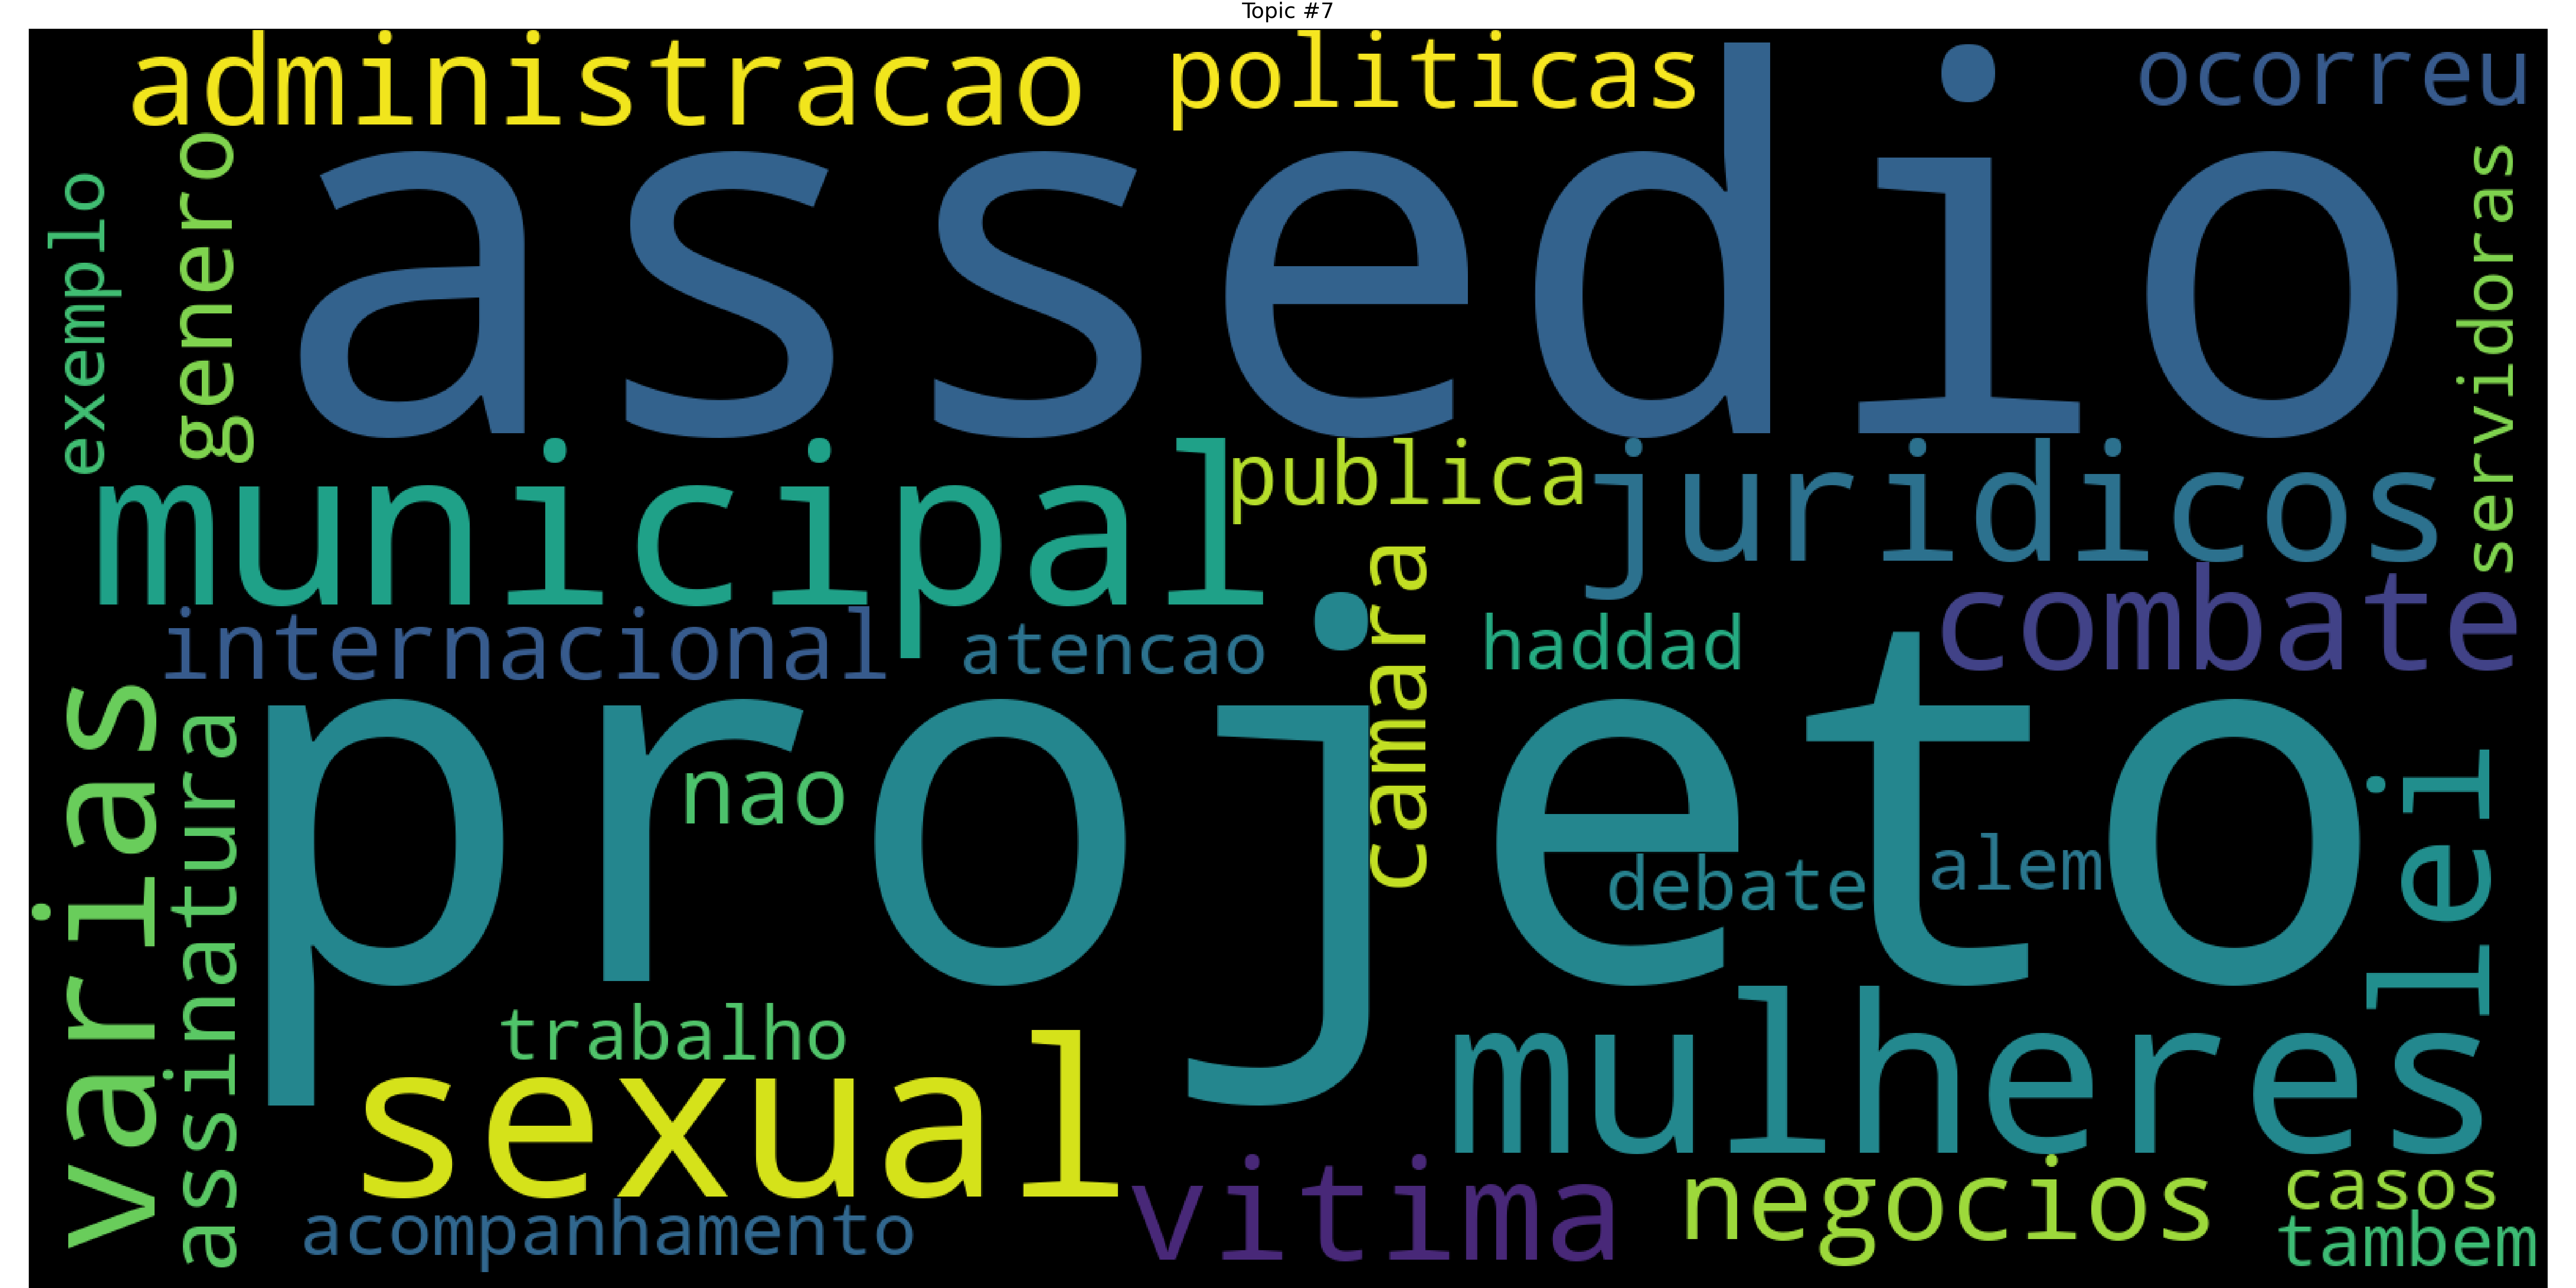 Topic #7
administracao
politicas
ocorreu
assedio
exemplo
genero
servidoras
municipal
publica
juridicos
camara
combate
internacional
atencao
haddad
projeto
varias
assinatura
nao
debate
alem
lei
trabalho
sexual
mulheres
vitima
negocios
casos
acompanhamento
tambem